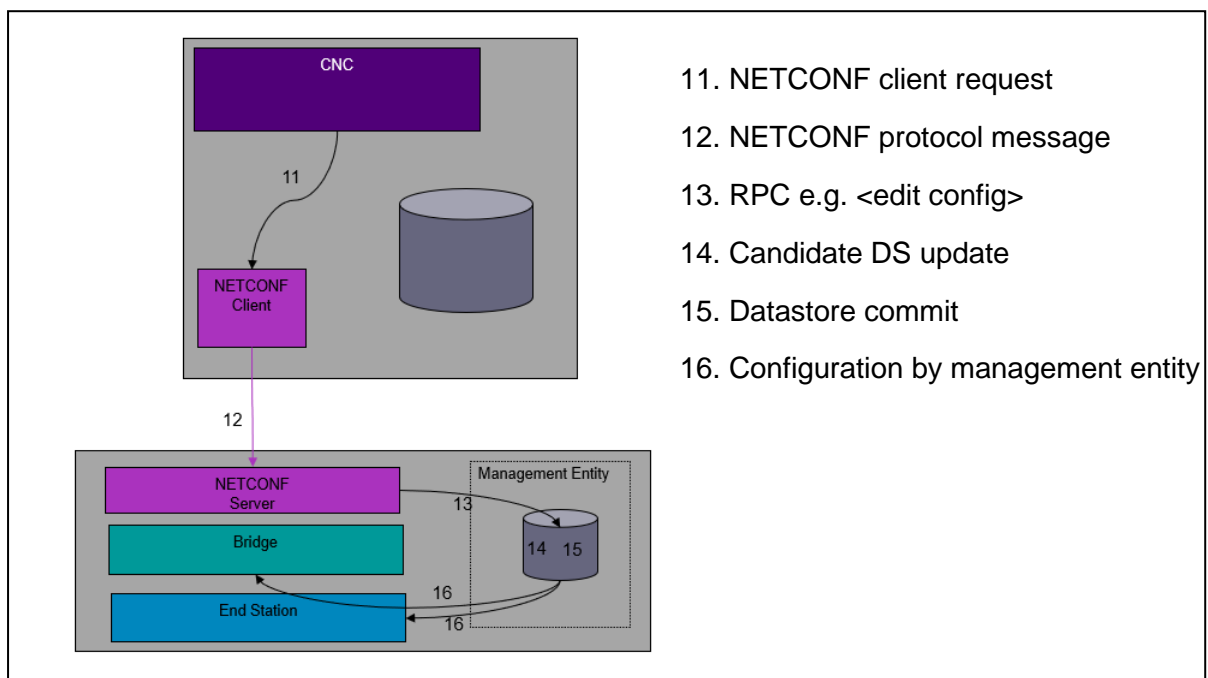 CNC
11
NETCONF
Client
12
NETCONF
Server
Management Entity
13
Bridge
14 15
16
End Station
16
11. NETCONF client request
12. NETCONF protocol message
13. RPC e.g. <edit config>
14. Candidate DS update
15. Datastore commit
16. Configuration by management entity